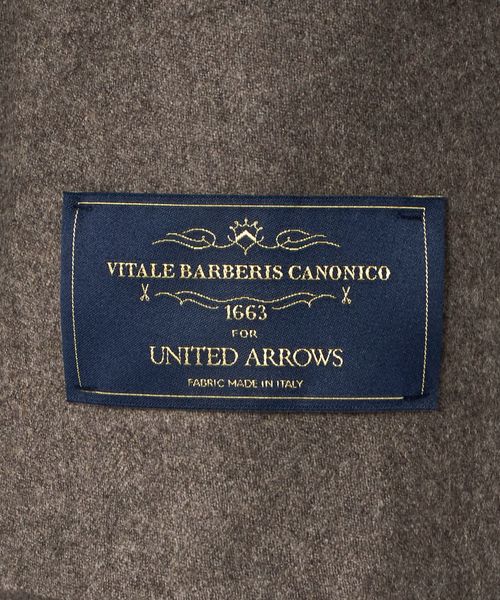 VITALE BARBERIS CANONICO
1663
FOR
UNITED ARROWS
FABRIC MADE IN ITALY